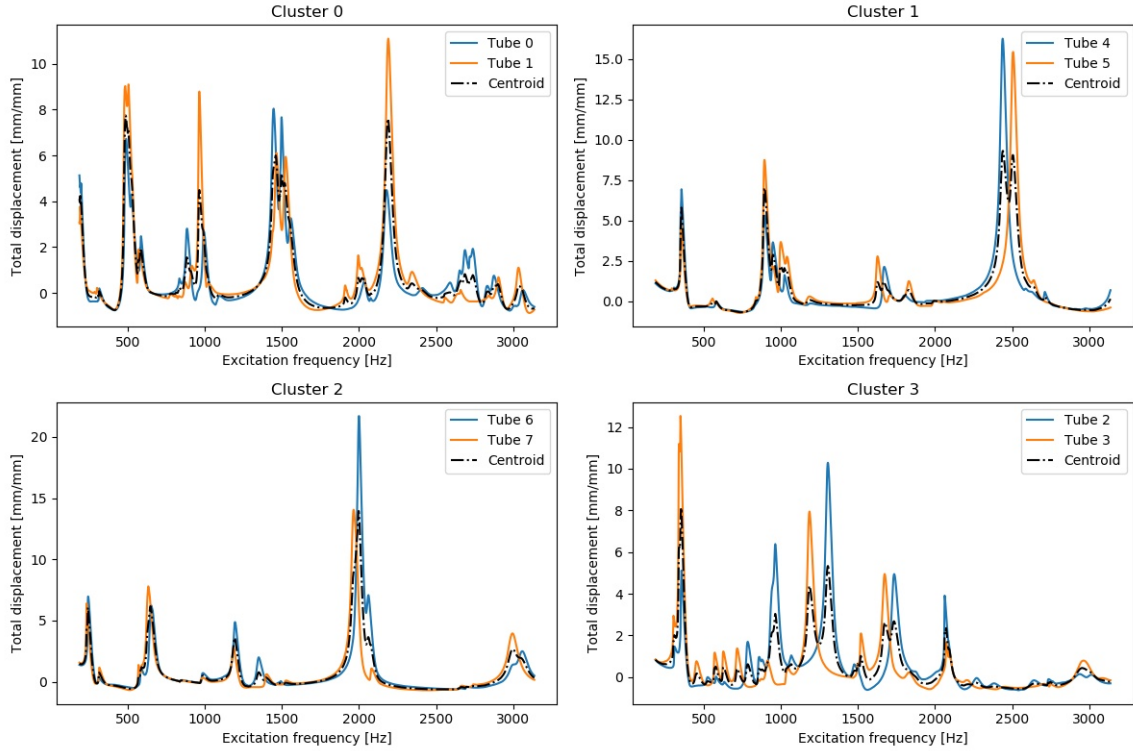 Cluster 0
Total displacement [mm/mm]
10
8
6
4
2
0
Tube 0
Tube 1
Centroid
500 1000 1500 2000 2500 3000
Excitation frequency [Hz]
Cluster 1
Total displacement [mm/mm]
15.0
12.5
10.0
7.5
5.0
2.5
0.0
Tube 4
Tube 5
Centroid
500 1000 1500 2000 2500 3000
Excitation frequency [Hz]
Cluster 2
Total displacement [mm/mm]
20
15
10
5
0
Tube 6
Tube 7
Centroid
500 1000 1500 2000 2500 3000
Excitation frequency [Hz]
Cluster 3
Total displacement [mm/mm]
12
10
8
6
4
2
0
Tube 2
Tube 3
Centroid
500 1000 1500 2000 2500 3000
Excitation frequency [Hz]